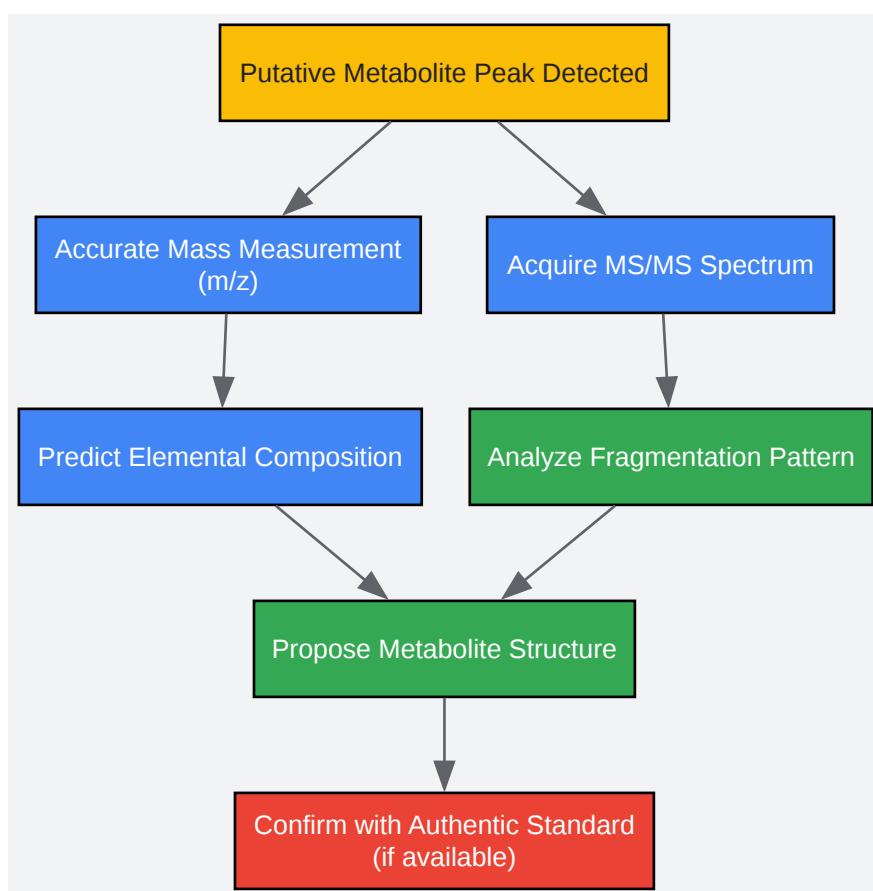 Putative Metabolite Peak Detected
Accurate Mass Measurement
(m/z)
Acquire MS/MS Spectrum
Predict Elemental Composition
Analyze Fragmentation Pattern
Propose Metabolite Structure
Confirm with Authentic Standard
(if available)